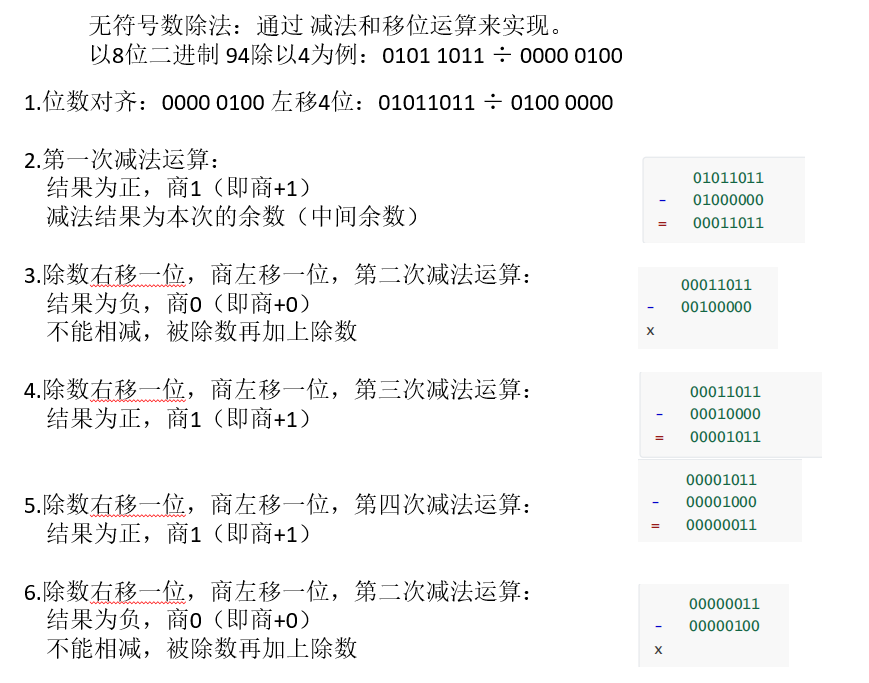 无符号数除法：通过 减法和移位运算来实现。
以8位二进制 94除以4为例：0101 1011 ÷ 0000 0100
1.位数对齐：0000 0100 左移4位：01011011 ÷ 0100 0000
2.第一次减法运算：
结果为正，商1（即商+1）
减法结果为本次的余数（中间余数）
01011011
- 01000000
= 00011011
3.除数右移一位，商左移一位，第二次减法运算：
结果为负，商0（即商+0）
不能相减，被除数再加上除数
00011011
- 00100000
x
4.除数右移一位，商左移一位，第三次减法运算：
结果为正，商1（即商+1）
00011011
- 00010000
= 00001011
5.除数右移一位，商左移一位，第四次减法运算：
结果为正，商1（即商+1）
00001011
- 00001000
= 00000011
6.除数右移一位，商左移一位，第二次减法运算：
结果为负，商0（即商+0）
不能相减，被除数再加上除数
00000011
- 00000100
x